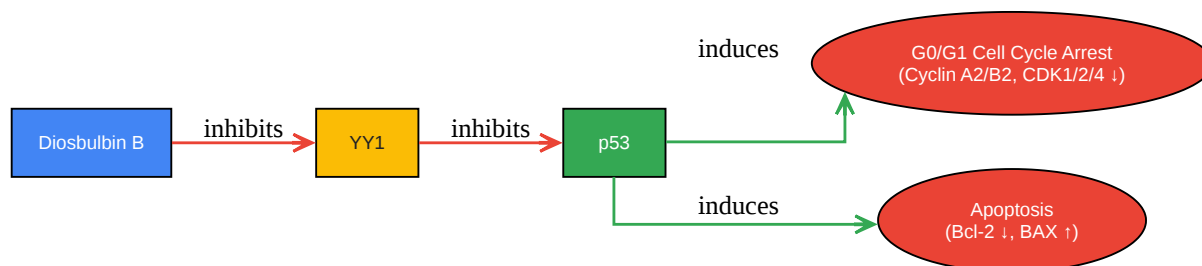 induces
G0/G1 Cell Cycle Arrest
(Cyclin A2/B2, CDK1/2/4 ↓)
Diosbulbin B
inhibits
YY1
inhibits
p53
induces
Apoptosis
(Bcl-2 ↓, BAX ↑)